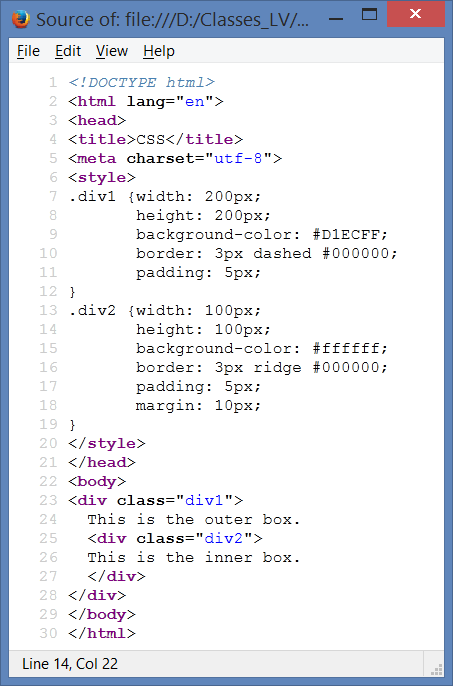 Source of: file:///D:/Classes_LV/...
File Edit View Help
1 <!DOCTYPE html>
2 <html lang="en">
3 <head>
4 <title>CSS</title>
5 <meta charset="utf-8">
6 <style>
7 .div1 {width: 200px;
8        height: 200px;
9        background-color: #D1ECFF;
10        border: 3px dashed #000000;
11        padding: 5px;
12 }
13 .div2 {width: 100px;
14        height: 100px;
15        background-color: #ffffff;
16        border: 3px ridge #000000;
17        padding: 5px;
18        margin: 10px;
19 }
20 </style>
21 </head>
22 <body>
23 <div class="div1">
24   This is the outer box.
25   <div class="div2">
26   This is the inner box.
27   </div>
28 </div>
29 </body>
30 </html>
Line 14, Col 22